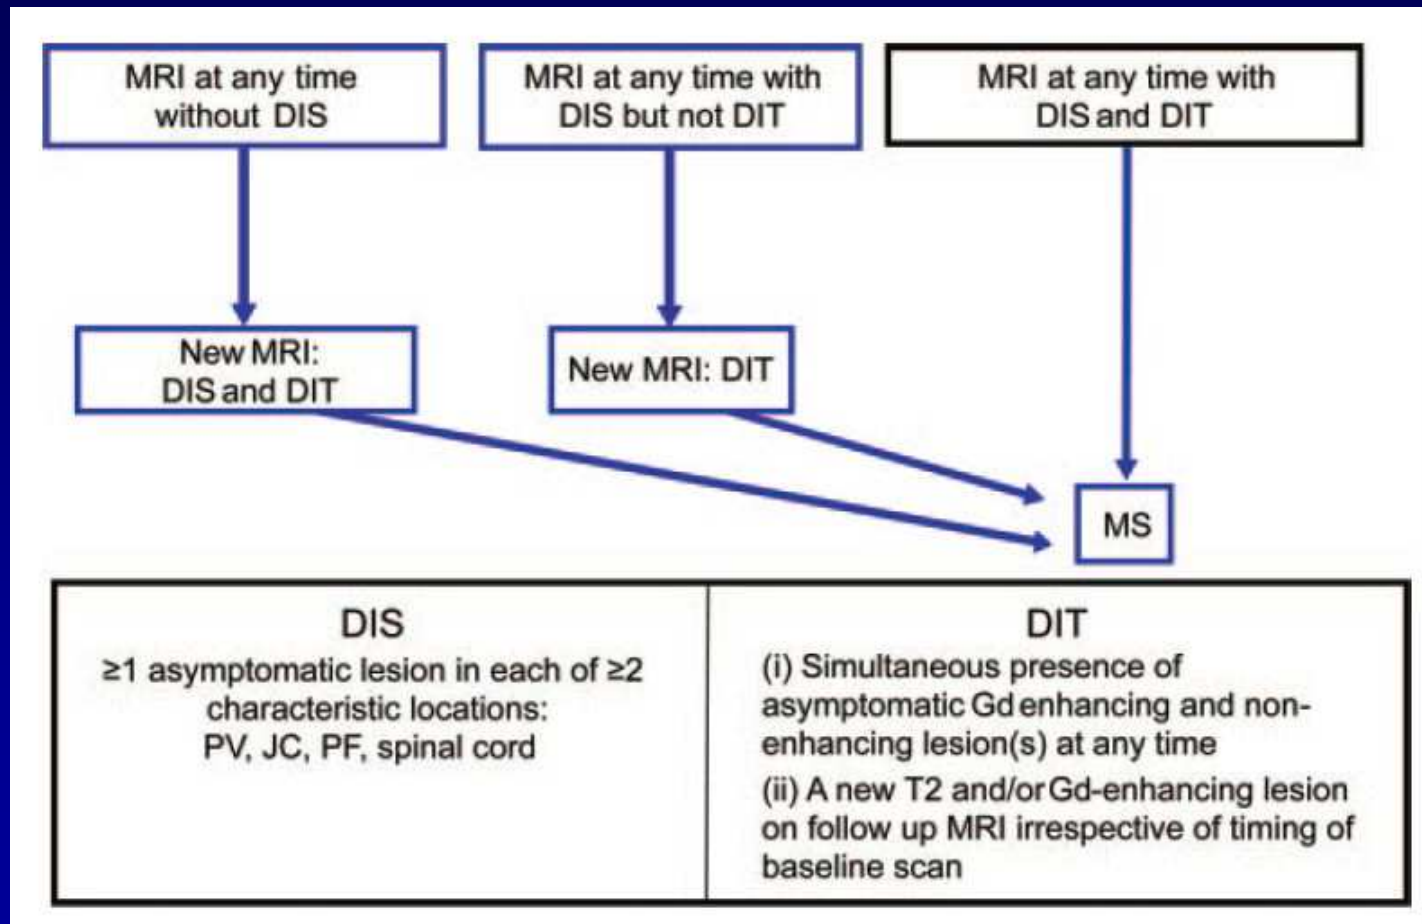 MRI at any time
without DIS
MRI at any time with
DIS but not DIT
MRI at any time with
DIS and DIT
New MRI:
DIS and DIT
New MRI: DIT
MS
DIS
≥1 asymptomatic lesion in each of ≥2
characteristic locations:
PV, JC, PF, spinal cord
DIT
(i) Simultaneous presence of
asymptomatic Gd enhancing and non-
enhancing lesion(s) at any time
(ii) A new T2 and/or Gd-enhancing lesion
on follow up MRI irrespective of timing of
baseline scan